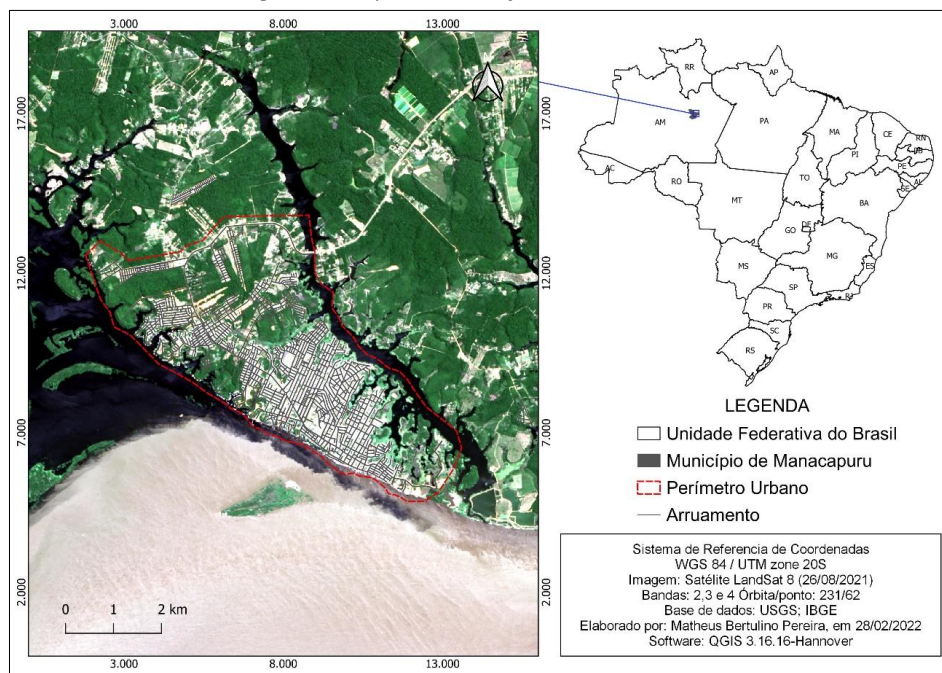 3.000 8.000 13.000
17.000
12.000
7.000
2.000
0 1 2 km
3.000 8.000 13.000
17.000
12.000
7.000
2.000
RR
AP
AM
PA
MA
CE
RN
PB
PI
PE
AC
AL
SE
RO
TO
BA
MT
DF
GO
MG
MS
ES
SP
RJ
PR
SC
RS
LEGENDA
Unidade Federativa do Brasil
Município de Manacapuru
Perímetro Urbano
Arruamento
Sistema de Referencia de Coordenadas
WGS 84 / UTM zone 20S
Imagem: Satélite LandSat 8 (26/08/2021)
Bandas: 2,3 e 4 Órbita/ponto: 231/62
Base de dados: USGS; IBGE
Elaborado por: Matheus Bertulino Pereira, em 28/02/2022
Software: QGIS 3.16.16-Hannover